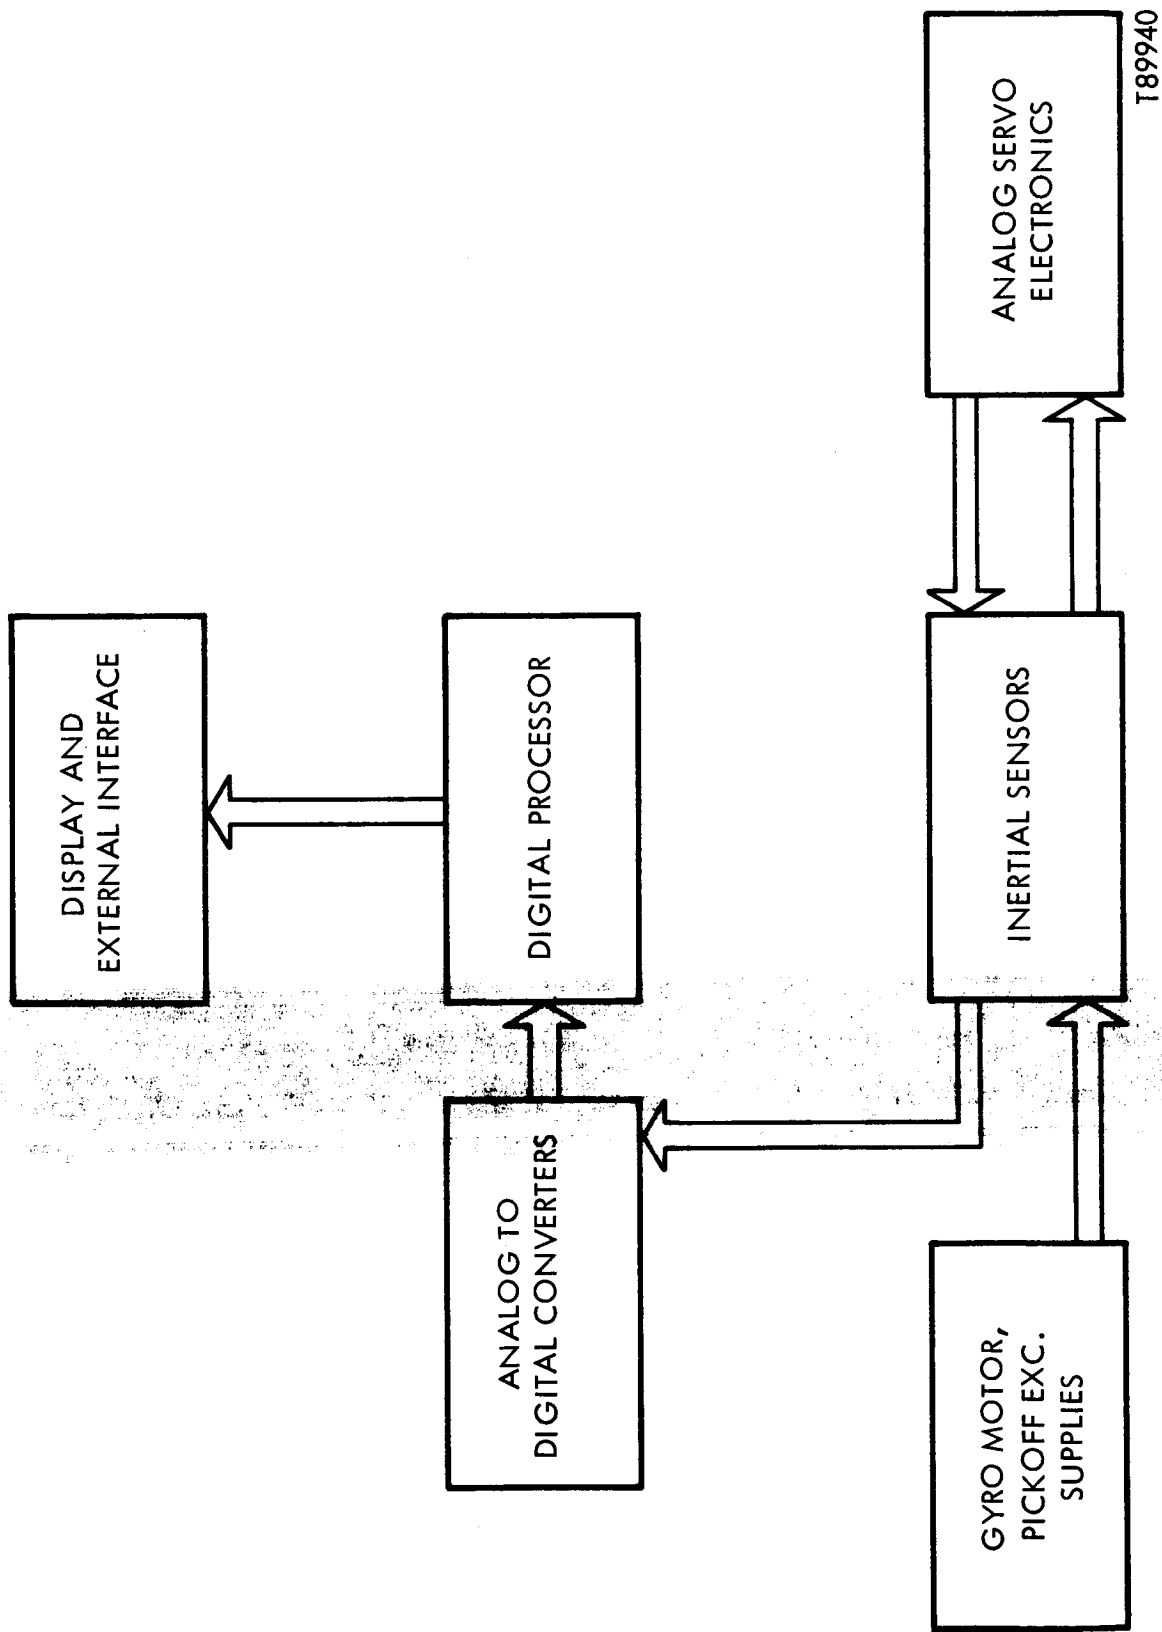 DISPLAY AND
EXTERNAL INTERFACE
ANALOG TO
DIGITAL CONVERTERS
DIGITAL PROCESSOR
GYRO MOTOR,
PICKOFF EXC.
SUPPLIES
INERTIAL SENSORS
ANALOG SERVO
ELECTRONICS
T89940